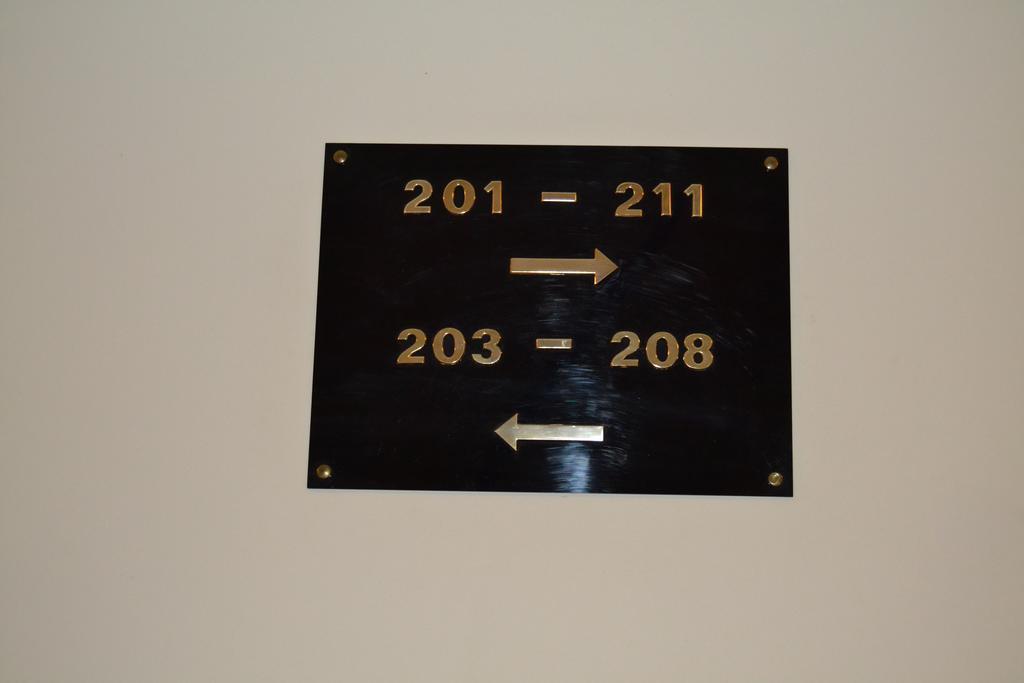 201 - 211
→
203 - 208
←